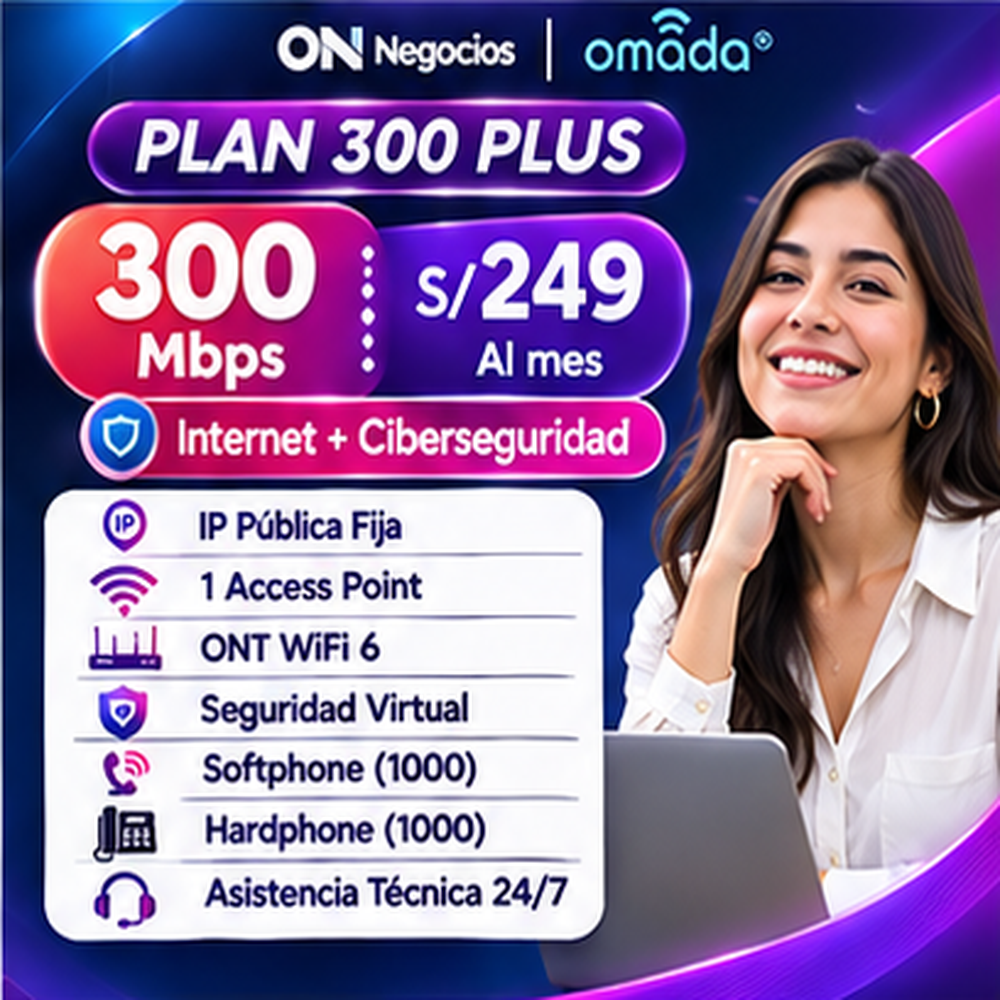 ON Negocios | omada
PLAN 300 PLUS
300
Mbps
S/249
Al mes
Internet + Ciberseguridad
IP IP Pública Fija
1 Access Point
ONT WiFi 6
Seguridad Virtual
Softphone (1000)
Hardphone (1000)
Asistencia Técnica 24/7